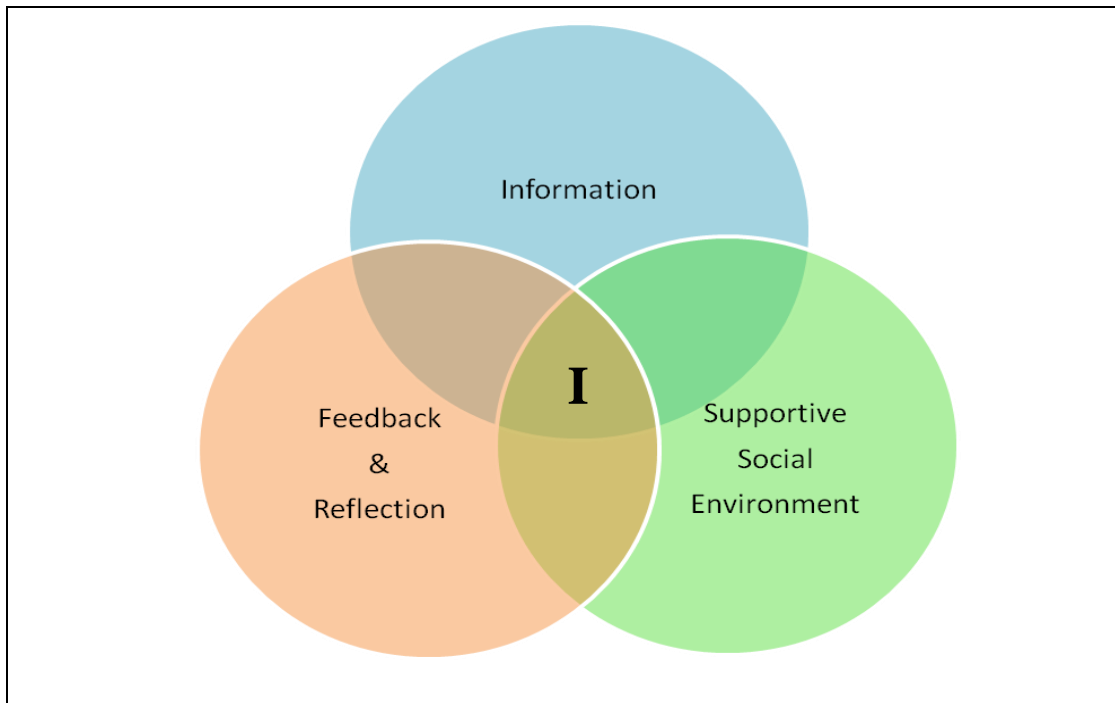 Information
I
Feedback
&
Reflection
Supportive
Social
Environment